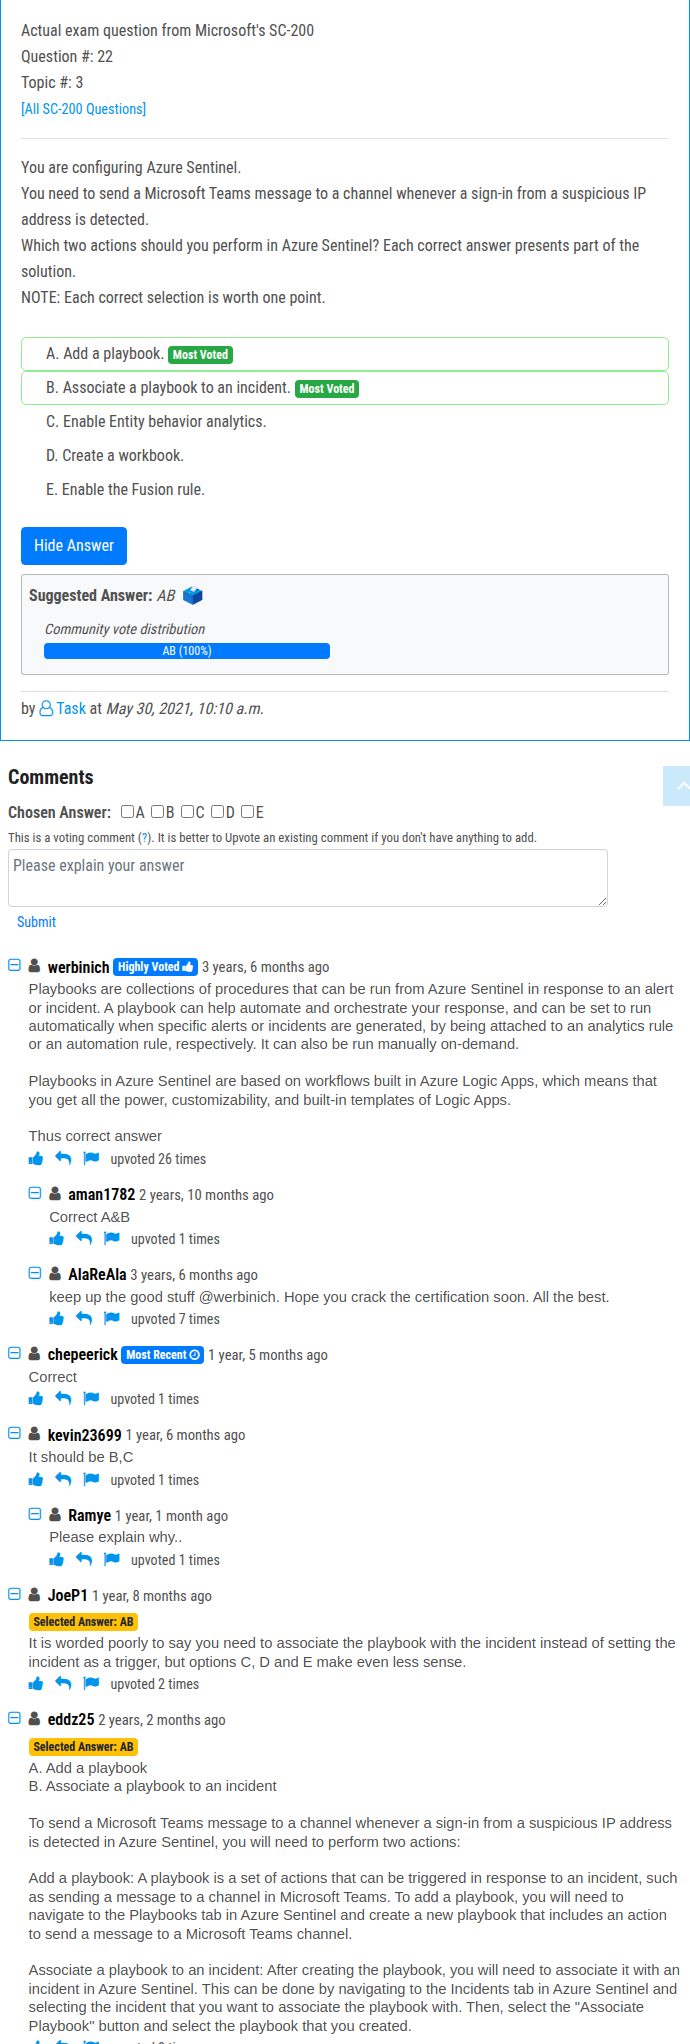 Actual exam question from Microsoft's SC-200
Question #: 22
Topic #: 3
[All SC-200 Questions]
You are configuring Azure Sentinel.
You need to send a Microsoft Teams message to a channel whenever a sign-in from a suspicious IP
address is detected.
Which two actions should you perform in Azure Sentinel? Each correct answer presents part of the
solution.
NOTE: Each correct selection is worth one point.
A. Add a playbook. Most Voted
B. Associate a playbook to an incident. Most Voted
C. Enable Entity behavior analytics.
D. Create a workbook.
E. Enable the Fusion rule.
Hide Answer
Suggested Answer: AB
Community vote distribution
AB (100%)
by Task at May 30, 2021, 10:10 a.m.
Comments
Chosen Answer: A B C D E
This is a voting comment (?). It is better to Upvote an existing comment if you don't have anything to add.
Please explain your answer
Submit
werbinich Highly Voted 3 years, 6 months ago
Playbooks are collections of procedures that can be run from Azure Sentinel in response to an alert
or incident. A playbook can help automate and orchestrate your response, and can be set to run
automatically when specific alerts or incidents are generated, by being attached to an analytics rule
or an automation rule, respectively. It can also be run manually on-demand.
Playbooks in Azure Sentinel are based on workflows built in Azure Logic Apps, which means that
you get all the power, customizability, and built-in templates of Logic Apps.
Thus correct answer
upvoted 26 times
aman1782 2 years, 10 months ago
Correct A&B
upvoted 1 times
AlaReAla 3 years, 6 months ago
keep up the good stuff @werbinich. Hope you crack the certification soon. All the best.
upvoted 7 times
chepeerick Most Recent 1 year, 5 months ago
Correct
upvoted 1 times
kevin23699 1 year, 6 months ago
It should be B,C
upvoted 1 times
Ramye 1 year, 1 month ago
Please explain why..
upvoted 1 times
JoeP1 1 year, 8 months ago
Selected Answer: AB
It is worded poorly to say you need to associate the playbook with the incident instead of setting the
incident as a trigger, but options C, D and E make even less sense.
upvoted 2 times
eddz25 2 years, 2 months ago
Selected Answer: AB
A. Add a playbook
B. Associate a playbook to an incident
To send a Microsoft Teams message to a channel whenever a sign-in from a suspicious IP address
is detected in Azure Sentinel, you will need to perform two actions:
Add a playbook: A playbook is a set of actions that can be triggered in response to an incident, such
as sending a message to a channel in Microsoft Teams. To add a playbook, you will need to
navigate to the Playbooks tab in Azure Sentinel and create a new playbook that includes an action
to send a message to a Microsoft Teams channel.
Associate a playbook to an incident: After creating the playbook, you will need to associate it with an
incident in Azure Sentinel. This can be done by navigating to the Incidents tab in Azure Sentinel and
selecting the incident that you want to associate the playbook with. Then, select the "Associate
Playbook" button and select the playbook that you created.